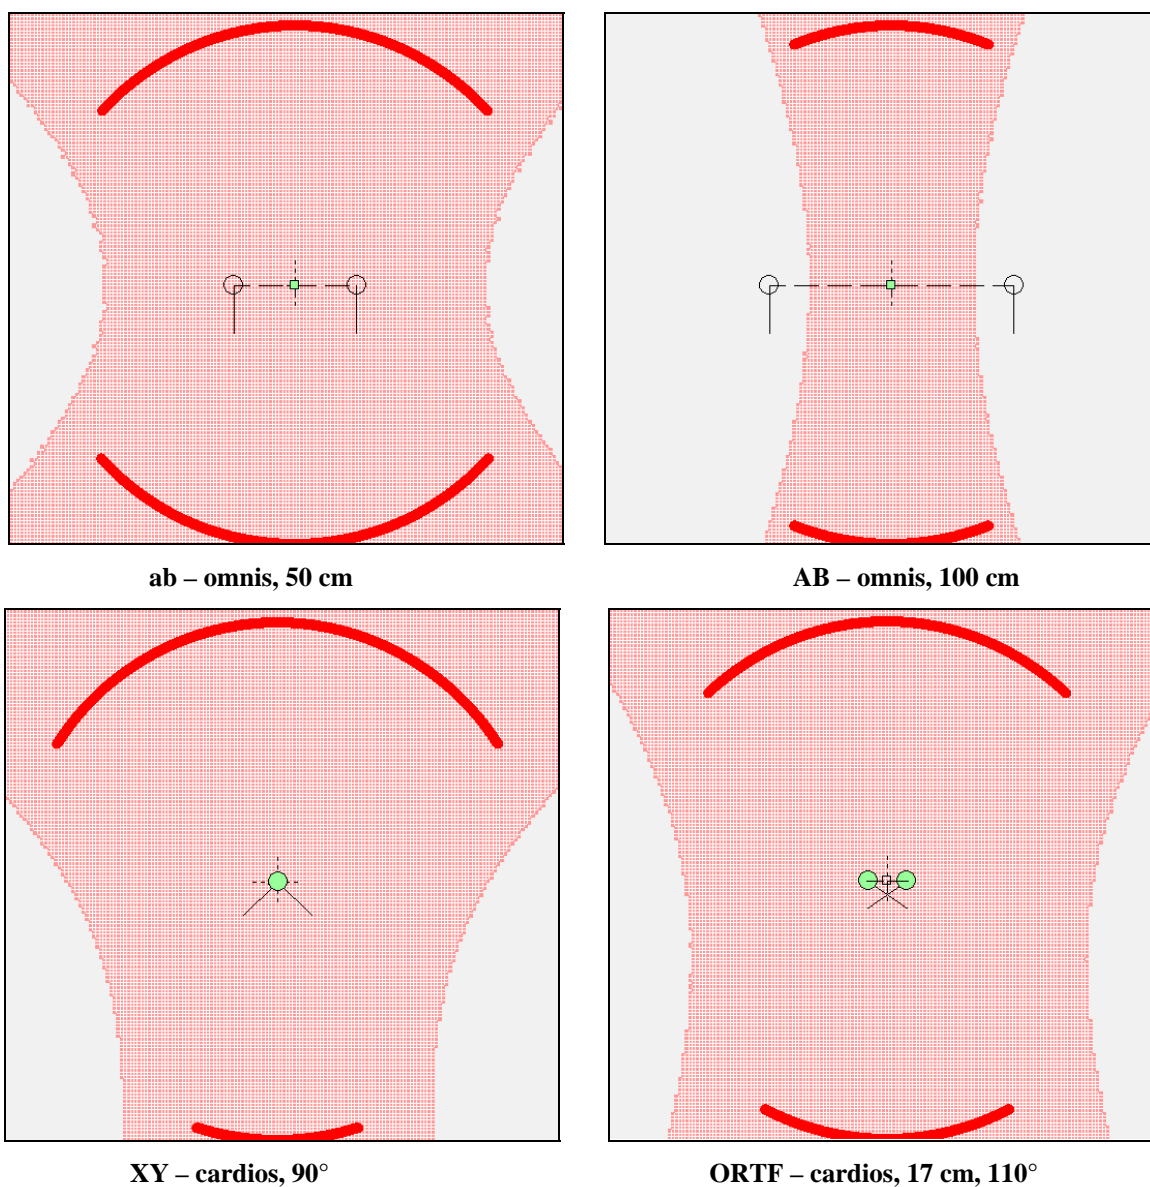 ab – omnis, 50 cm
AB – omnis, 100 cm
XY – cardios, 90°
ORTF – cardios, 17 cm, 110°